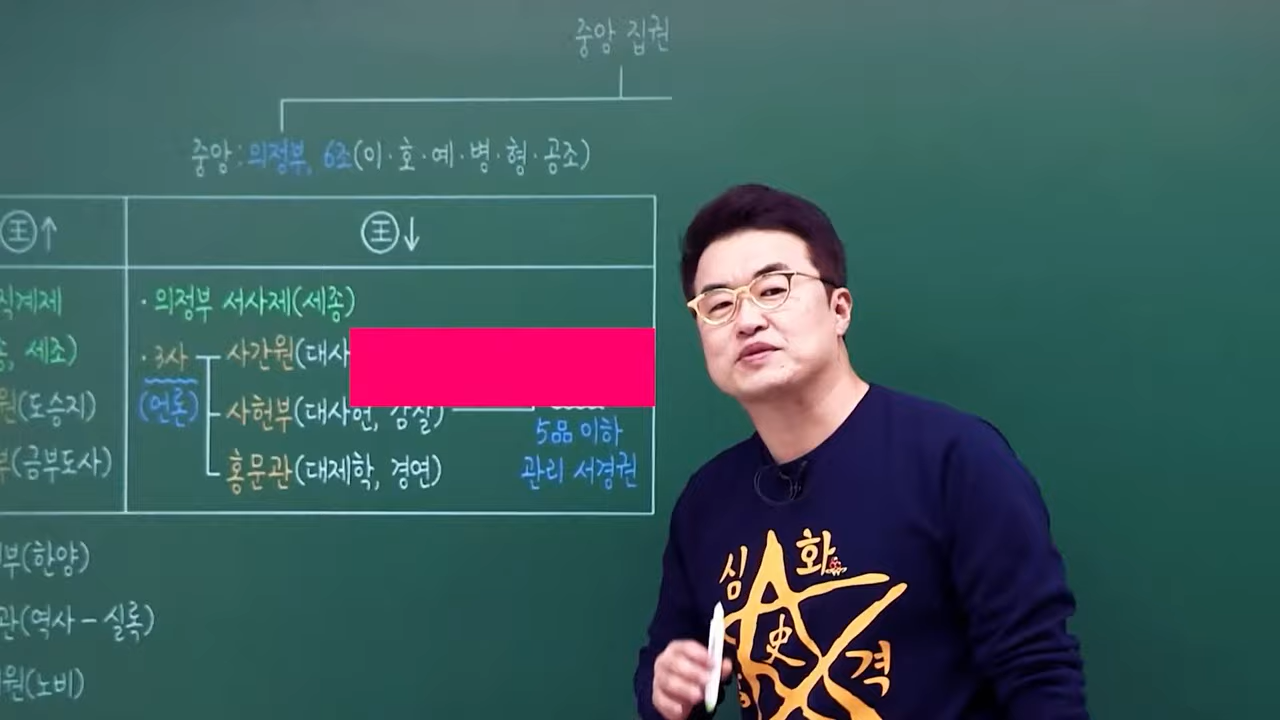 중앙 집권
중앙 : 의정부, 6조(이·호·예·병·형·공조)
王↑
王↓
직계제
· 의정부 서사제(세종)
, 세조)
· 3사
사간원(대사
원(도승지)
(언론)
사헌부(대사헌, 감찰)
5품 이하
부(금부도사)
홍문관(대제학, 경연)
관리 서경권
부(한양)
관(역사 – 실록)
원(노비)
심 화
史
격